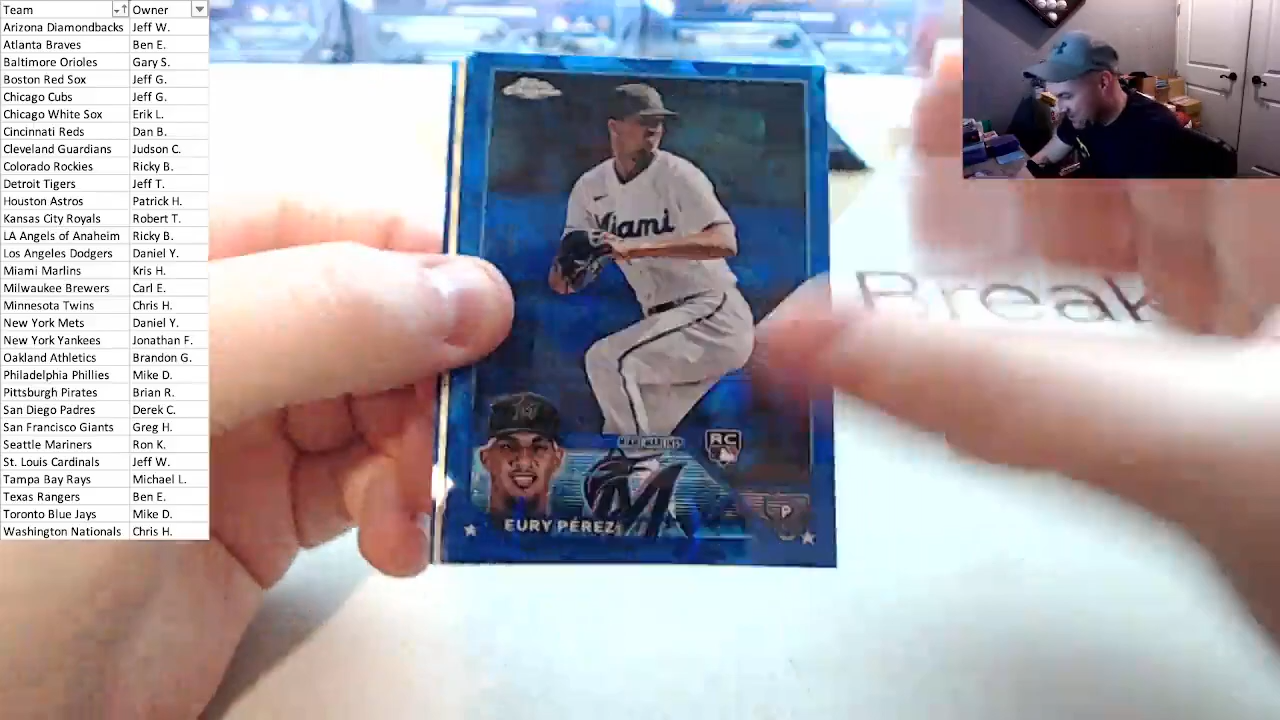 Team Owner
Arizona Diamondbacks Jeff W.
Atlanta Braves Ben E.
Baltimore Orioles Gary S.
Boston Red Sox Jeff G.
Chicago Cubs Jeff G.
Chicago White Sox Erik L.
Cincinnati Reds Dan B.
Cleveland Guardians Judson C.
Colorado Rockies Ricky B.
Detroit Tigers Jeff T.
Houston Astros Patrick H.
Kansas City Royals Robert T.
LA Angels of Anaheim Ricky B.
Los Angeles Dodgers Daniel Y.
Miami Marlins Kris H.
Milwaukee Brewers Carl E.
Minnesota Twins Chris H.
New York Mets Daniel Y.
New York Yankees Jonathan F.
Oakland Athletics Brandon G.
Philadelphia Phillies Mike D.
Pittsburgh Pirates Brian R.
San Diego Padres Derek C.
San Francisco Giants Greg H.
Seattle Mariners Ron K.
St. Louis Cardinals Jeff W.
Tampa Bay Rays Michael L.
Texas Rangers Ben E.
Toronto Blue Jays Mike D.
Washington Nationals Chris H.
Miami
MIAMI MARLINS
RC
M
P
EURY PÉREZ
Break